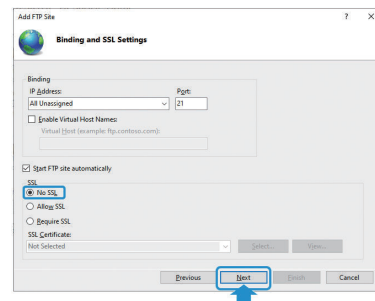 Add FTP Site ? X
Binding and SSL Settings
Binding
IP Address: Port:
All Unassigned 21
Enable Virtual Host Names:
Virtual Host (example: ftp.contoso.com):
Start FTP site automatically
SSL
No SSL
Allow SSL
Require SSL
SSL Certificate:
Not Selected Select... View...
Previous Next Finish Cancel